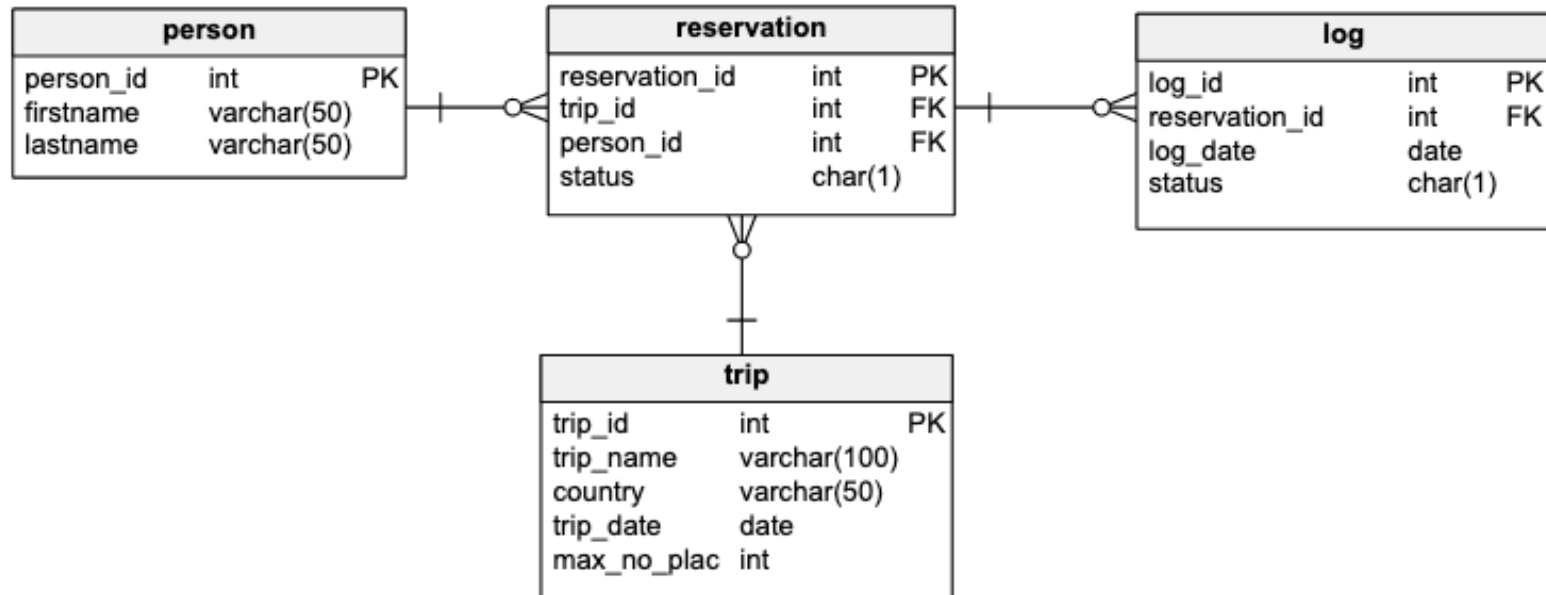 person
person_id int PK
firstname varchar(50)
lastname varchar(50)
reservation
reservation_id int PK
trip_id int FK
person_id int FK
status char(1)
log
log_id int PK
reservation_id int FK
log_date date
status char(1)
trip
trip_id int PK
trip_name varchar(100)
country varchar(50)
trip_date date
max_no_plac int